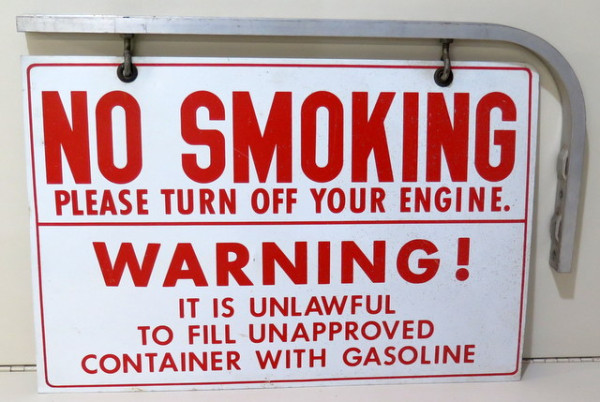 NO SMOKING
PLEASE TURN OFF YOUR ENGINE.
WARNING!
IT IS UNLAWFUL
TO FILL UNAPPROVED
CONTAINER WITH GASOLINE